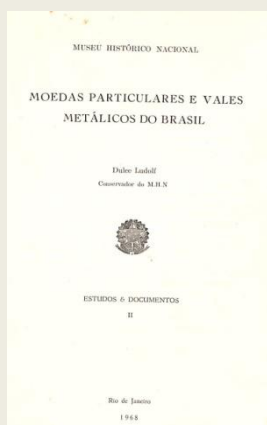 MUSEU HISTÓRICO NACIONAL
MOEDAS PARTICULARES E VALES
METÁLICOS DO BRASIL
Dulce Ludolf
Conservador do M.H.N
ESTUDOS & DOCUMENTOS
II
Rio de Janeiro
1968